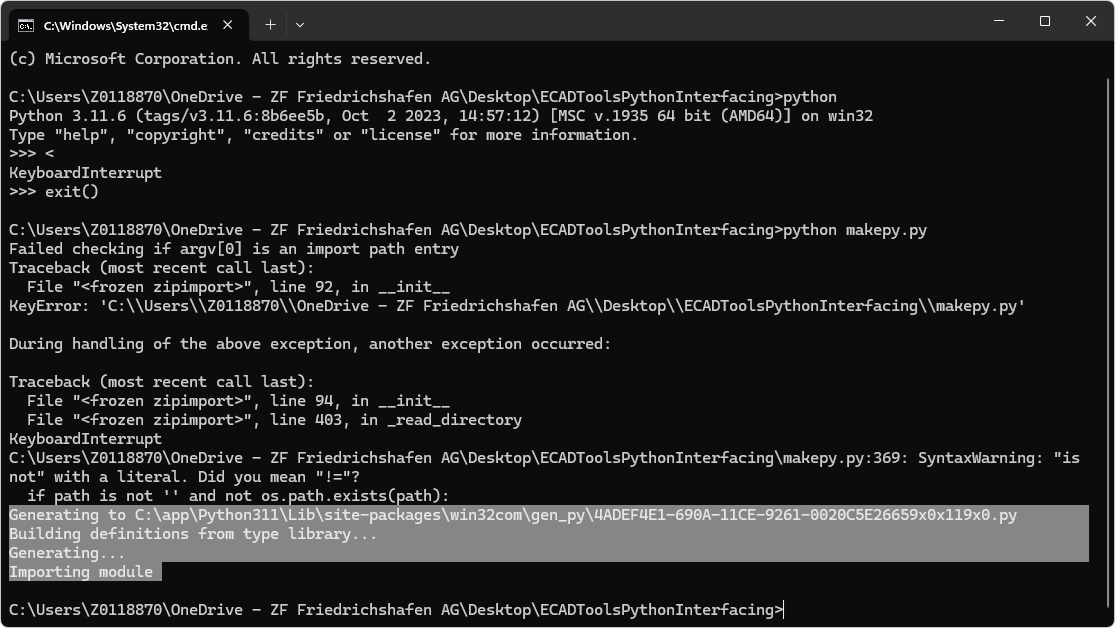 C:\Windows\System32\cmd.e
(c) Microsoft Corporation. All rights reserved.
C:\Users\Z0118870\OneDrive - ZF Friedrichshafen AG\Desktop\ECADToolsPythonInterfacing>python
Python 3.11.6 (tags/v3.11.6:8b6ee5b, Oct  2 2023, 14:57:12) [MSC v.1935 64 bit (AMD64)] on win32
Type "help", "copyright", "credits" or "license" for more information.
>>> <
KeyboardInterrupt
>>> exit()
C:\Users\Z0118870\OneDrive - ZF Friedrichshafen AG\Desktop\ECADToolsPythonInterfacing>python makepy.py
Failed checking if argv[0] is an import path entry
Traceback (most recent call last):
  File "<frozen zipimport>", line 92, in __init__
KeyError: 'C:\\Users\\Z0118870\\OneDrive - ZF Friedrichshafen AG\\Desktop\\ECADToolsPythonInterfacing\\makepy.py'
During handling of the above exception, another exception occurred:
Traceback (most recent call last):
  File "<frozen zipimport>", line 94, in __init__
  File "<frozen zipimport>", line 403, in _read_directory
KeyboardInterrupt
C:\Users\Z0118870\OneDrive - ZF Friedrichshafen AG\Desktop\ECADToolsPythonInterfacing\makepy.py:369: SyntaxWarning: "is
not" with a literal. Did you mean "!="?
  if path is not '' and not os.path.exists(path):
Generating to C:\app\Python311\Lib\site-packages\win32com\gen_py\4ADEF4E1-690A-11CE-9261-0020C5E26659x0x119x0.py
Building definitions from type library...
Generating...
Importing module
C:\Users\Z0118870\OneDrive - ZF Friedrichshafen AG\Desktop\ECADToolsPythonInterfacing>